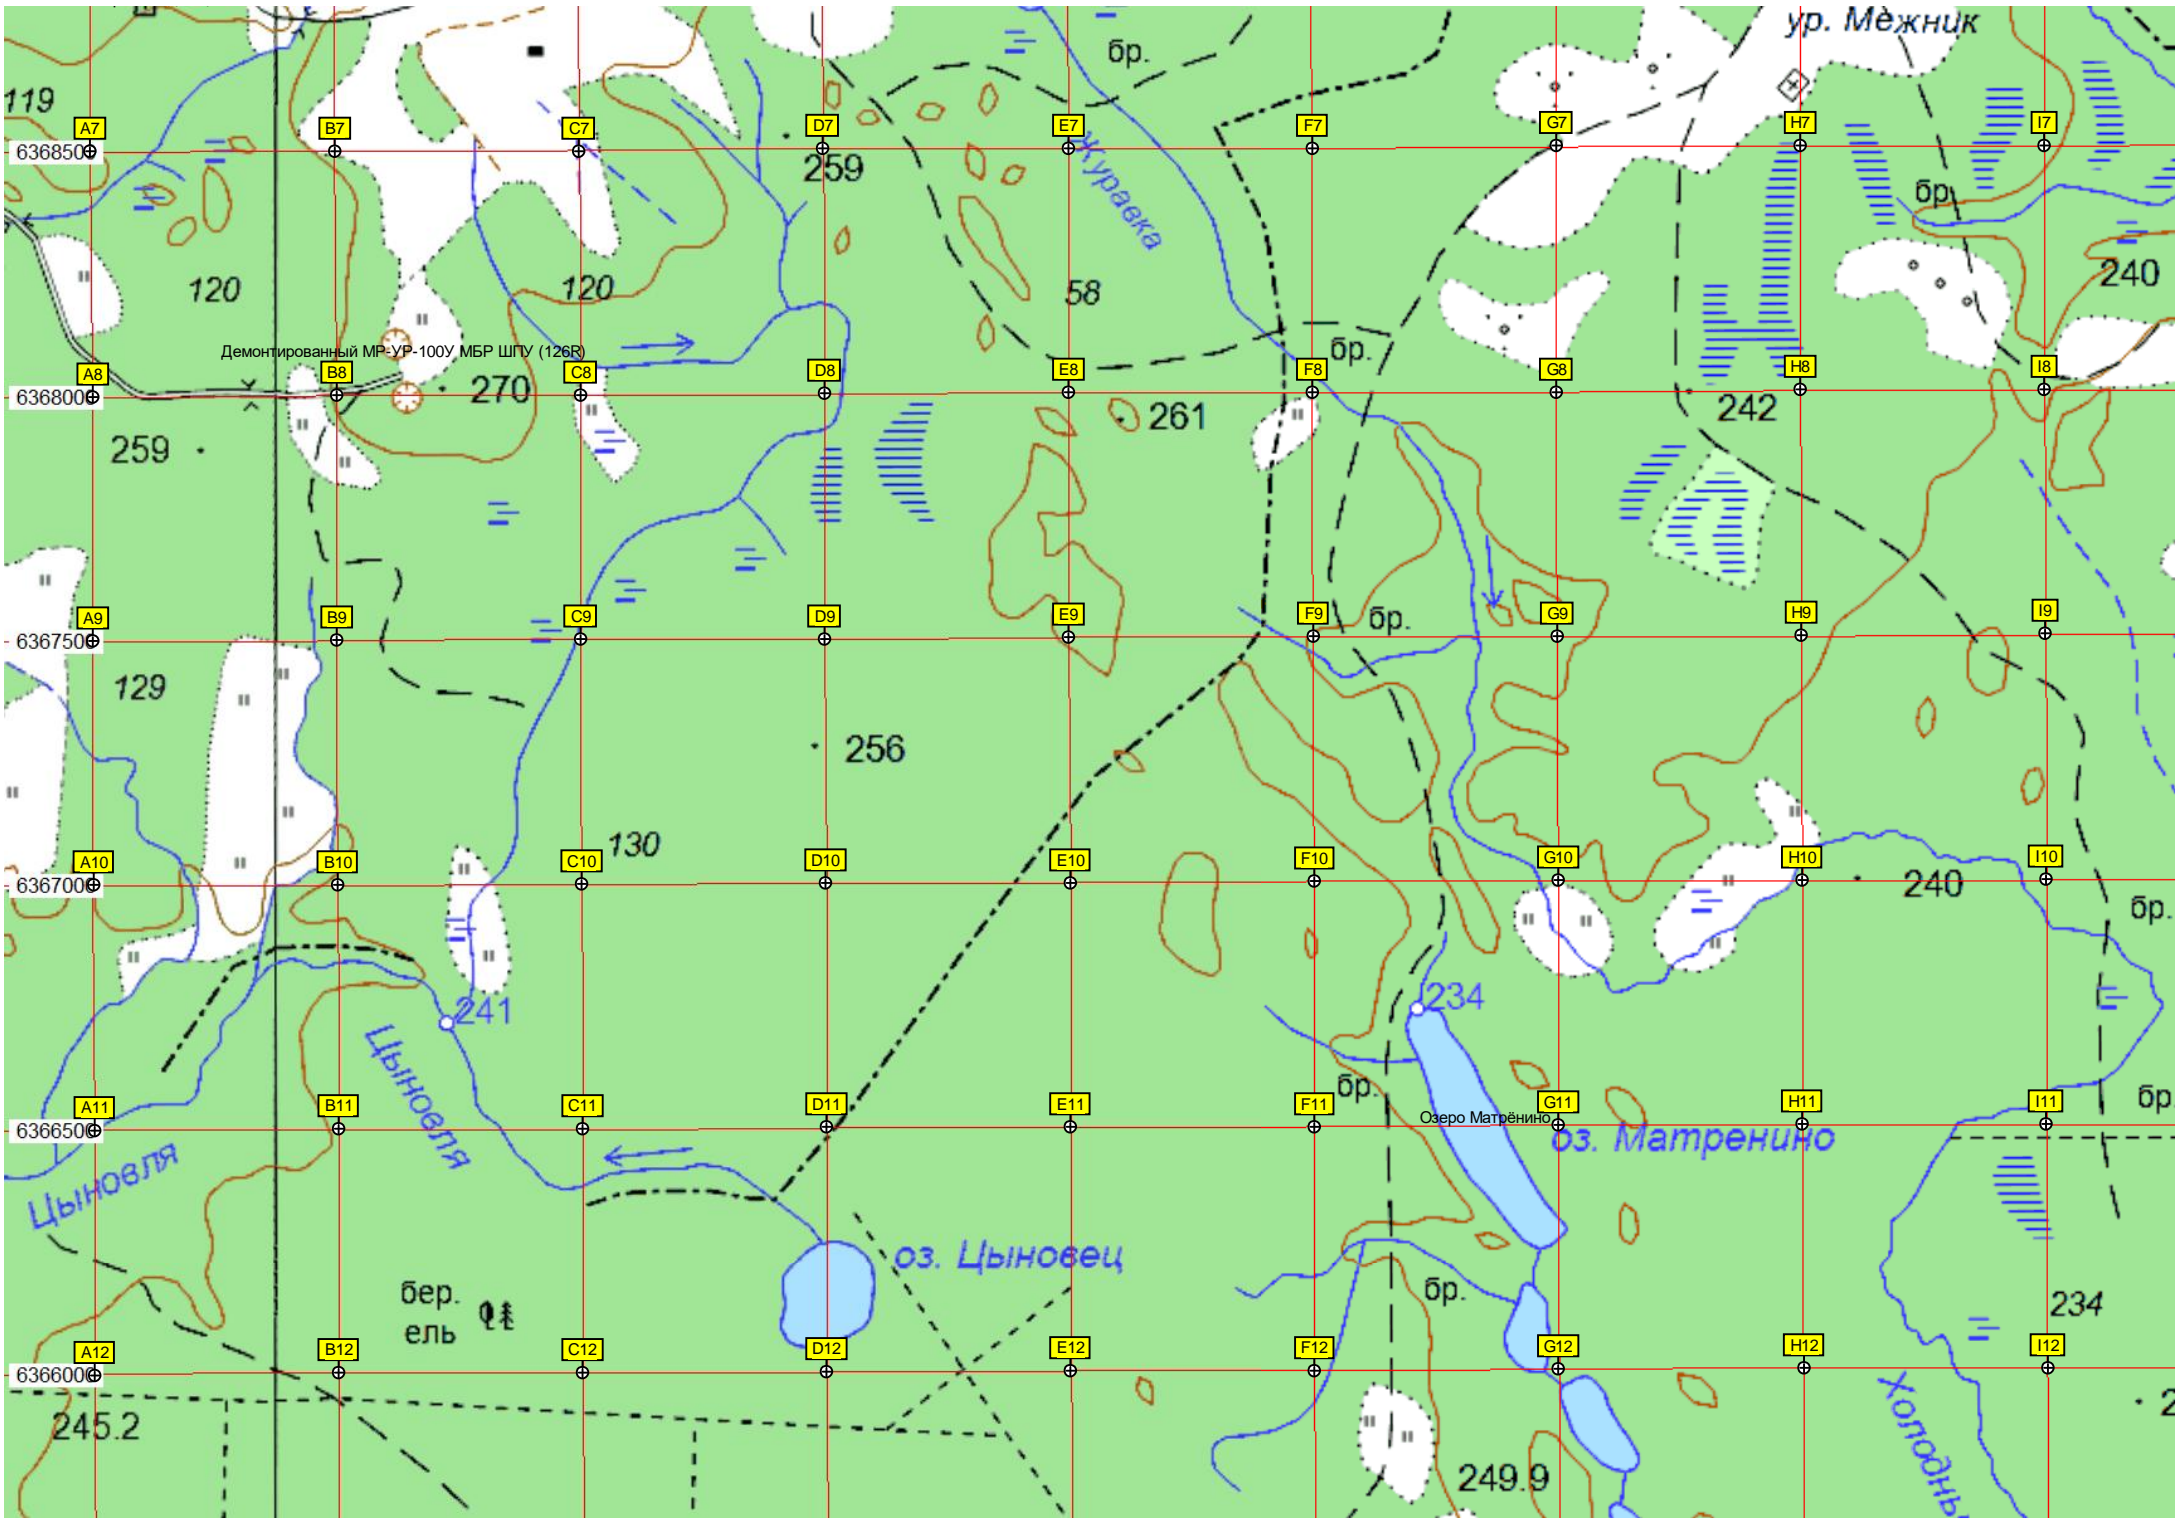 ур. Межник
бр.
119
A7
B7
C7
D7
E7
F7
G7
H7
I7
6368500
259
Журавка
бр.
120
120
58
240
Демонтированный МР-УР-100У МБР ШПУ (126R)
бр.
A8
B8
C8
D8
E8
F8
G8
H8
I8
6368000
270
261
242
259
A9
B9
C9
D9
E9
F9
G9
H9
I9
6367500
бр.
129
256
130
A10
B10
C10
D10
E10
F10
G10
H10
I10
6367000
240
бр.
241
234
Цыновля
бр.
бр.
A11
B11
C11
D11
E11
F11
G11
H11
I11
6366500
Озеро Матрёнино
оз. Матренино
Цыновля
оз. Цыновец
бер.
ель
бр.
234
A12
B12
C12
D12
E12
F12
G12
H12
I12
6366000
245.2
249.9
Холодны